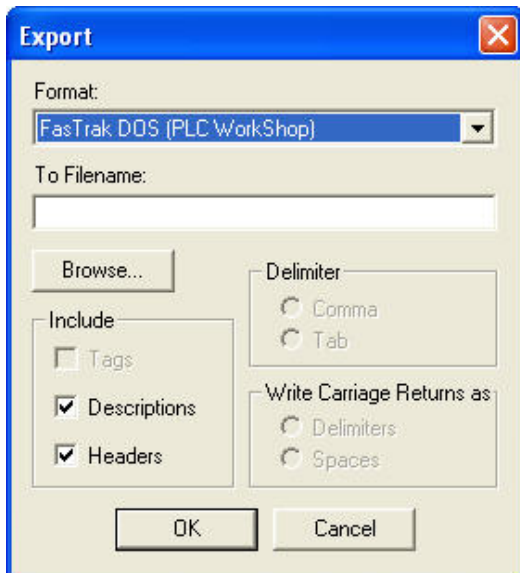 Export
Format:
FasTrak DOS (PLC WorkShop)
To Filename:
Browse...
Include
Tags
Descriptions
Headers
Delimiter
Comma
Tab
Write Carriage Returns as
Delimiters
Spaces
OK
Cancel